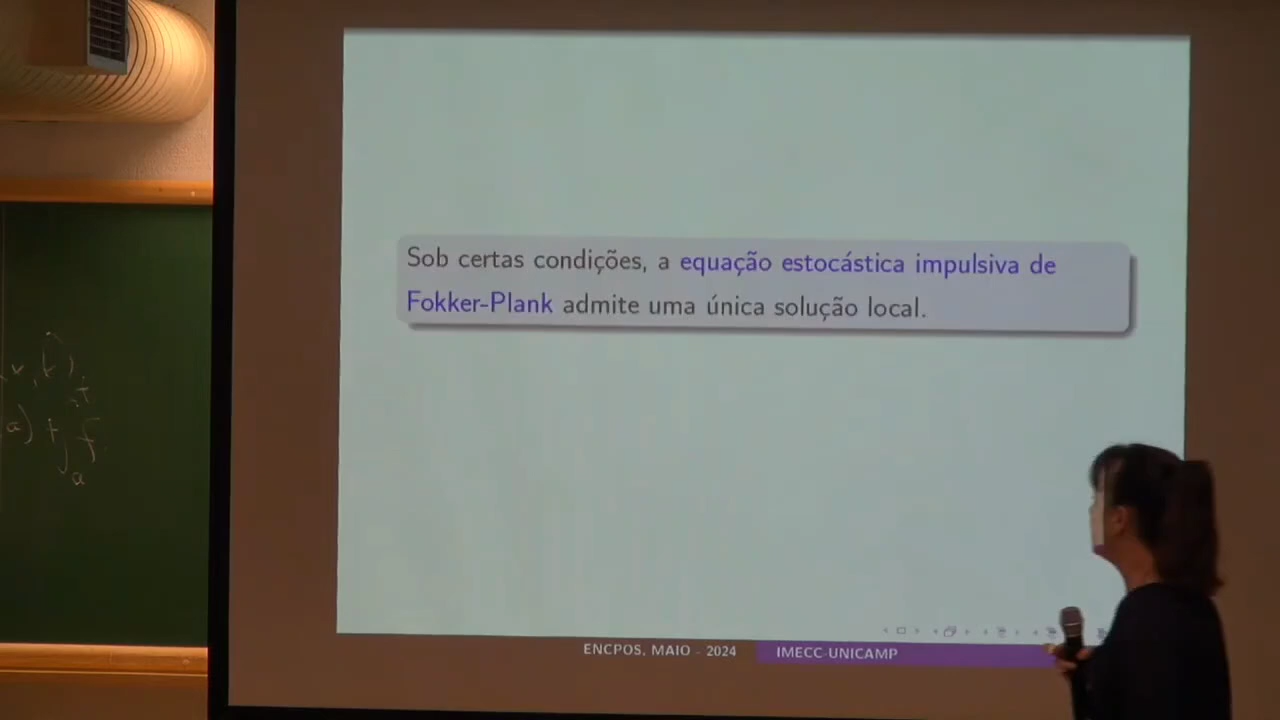 Sob certas condições, a equação estocástica impulsiva de
Fokker-Plank admite uma única solução local.
ENCPOS, MAIO - 2024
IMECC-UNICAMP